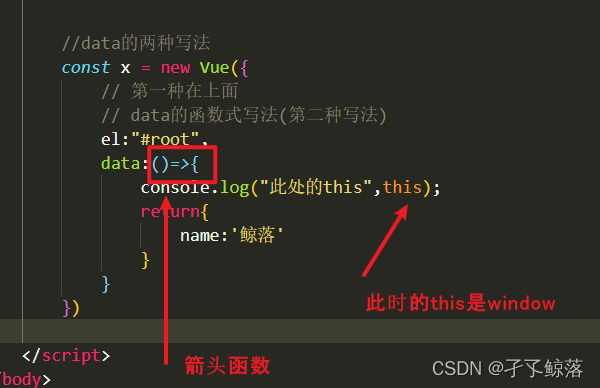 //data的两种写法
const x = new Vue({
// 第一种在上面
// data的函数式写法(第二种写法)
el:"#root",
data:()=>{
console.log("此处的this",this);
return{
name:'鲸落'
}
}
})
此时的this是window
</script>
箭头函数
CSDN @孑孓鲸落
body>